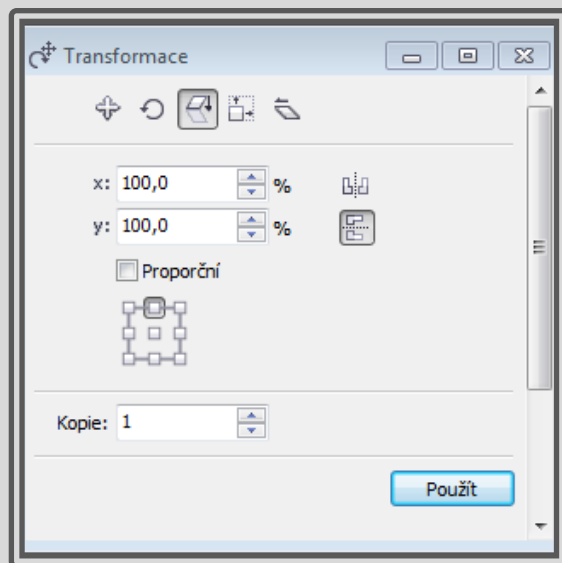 Transformace
x: 100,0 %
y: 100,0 %
Proporční
Kopie: 1
Použít